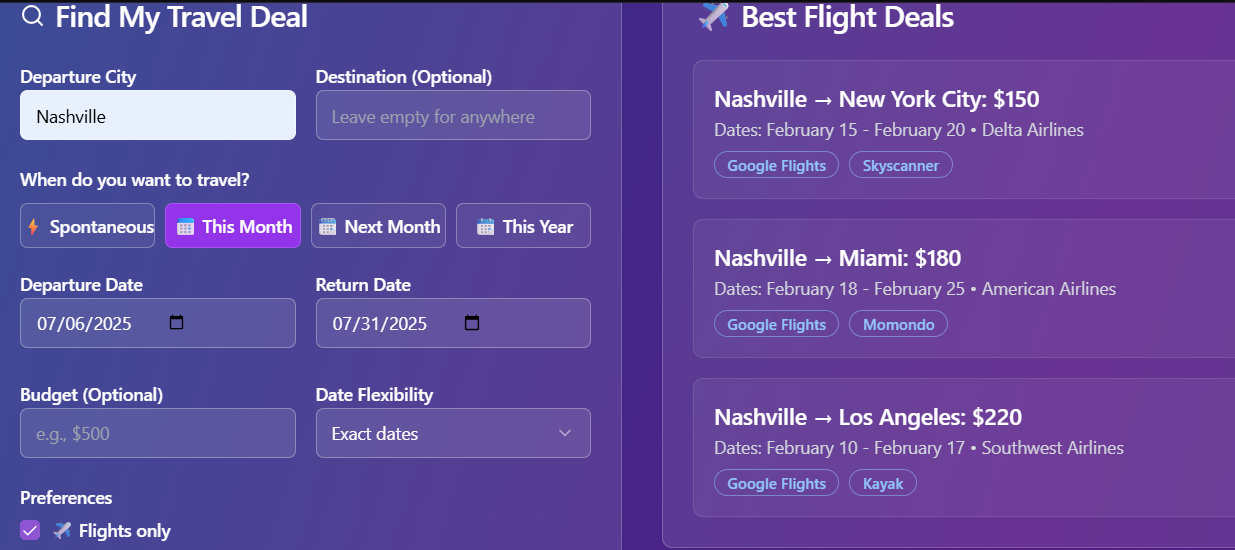 Find My Travel Deal
Departure City
Destination (Optional)
Nashville
Leave empty for anywhere
When do you want to travel?
Spontaneous
This Month
Next Month
This Year
Departure Date
Return Date
07/06/2025
07/31/2025
Budget (Optional)
Date Flexibility
e.g., $500
Exact dates
Preferences
Flights only
Best Flight Deals
Nashville → New York City: $150
Dates: February 15 - February 20 • Delta Airlines
Google Flights
Skyscanner
Nashville → Miami: $180
Dates: February 18 - February 25 • American Airlines
Google Flights
Momondo
Nashville → Los Angeles: $220
Dates: February 10 - February 17 • Southwest Airlines
Google Flights
Kayak